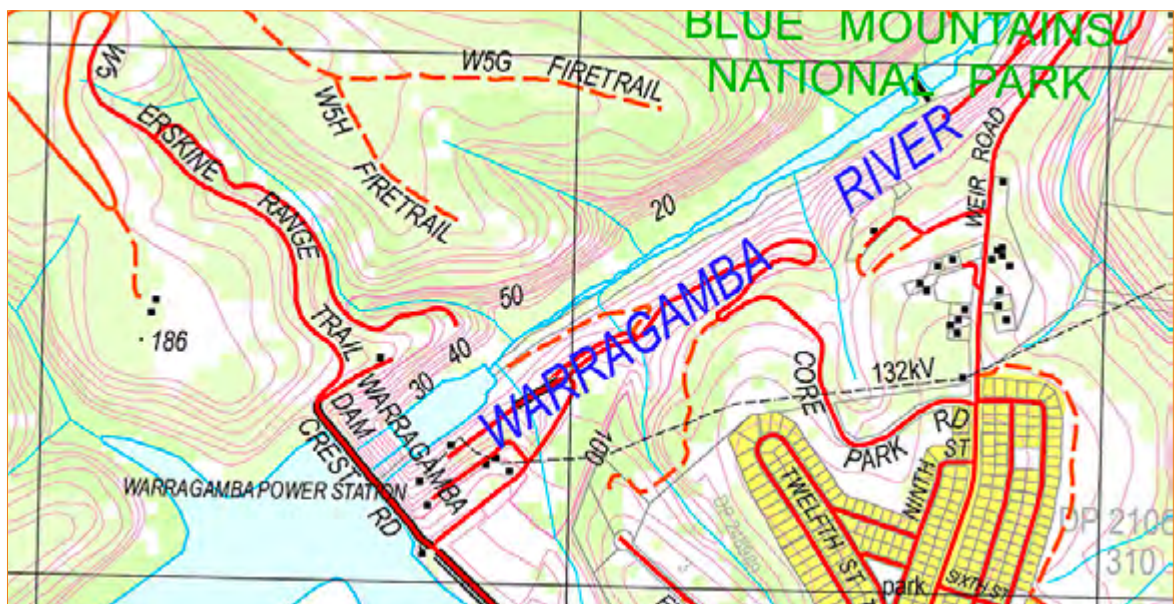 BLUE MOUNTAINS
NATIONAL PARK
W5
W5G FIRETRAIL
W5H FIRETRAIL
ERSKINE RANGE TRAIL
WEIR ROAD
WARRAGAMBA RIVER
20
50
40
30
186
132kV
CORE PARK RD
100
WARRAGAMBA DAM
CREST RD
WARRAGAMBA POWER STATION
NINTH ST
TWELFTH ST
SIXTH ST
park
DP 2108
310